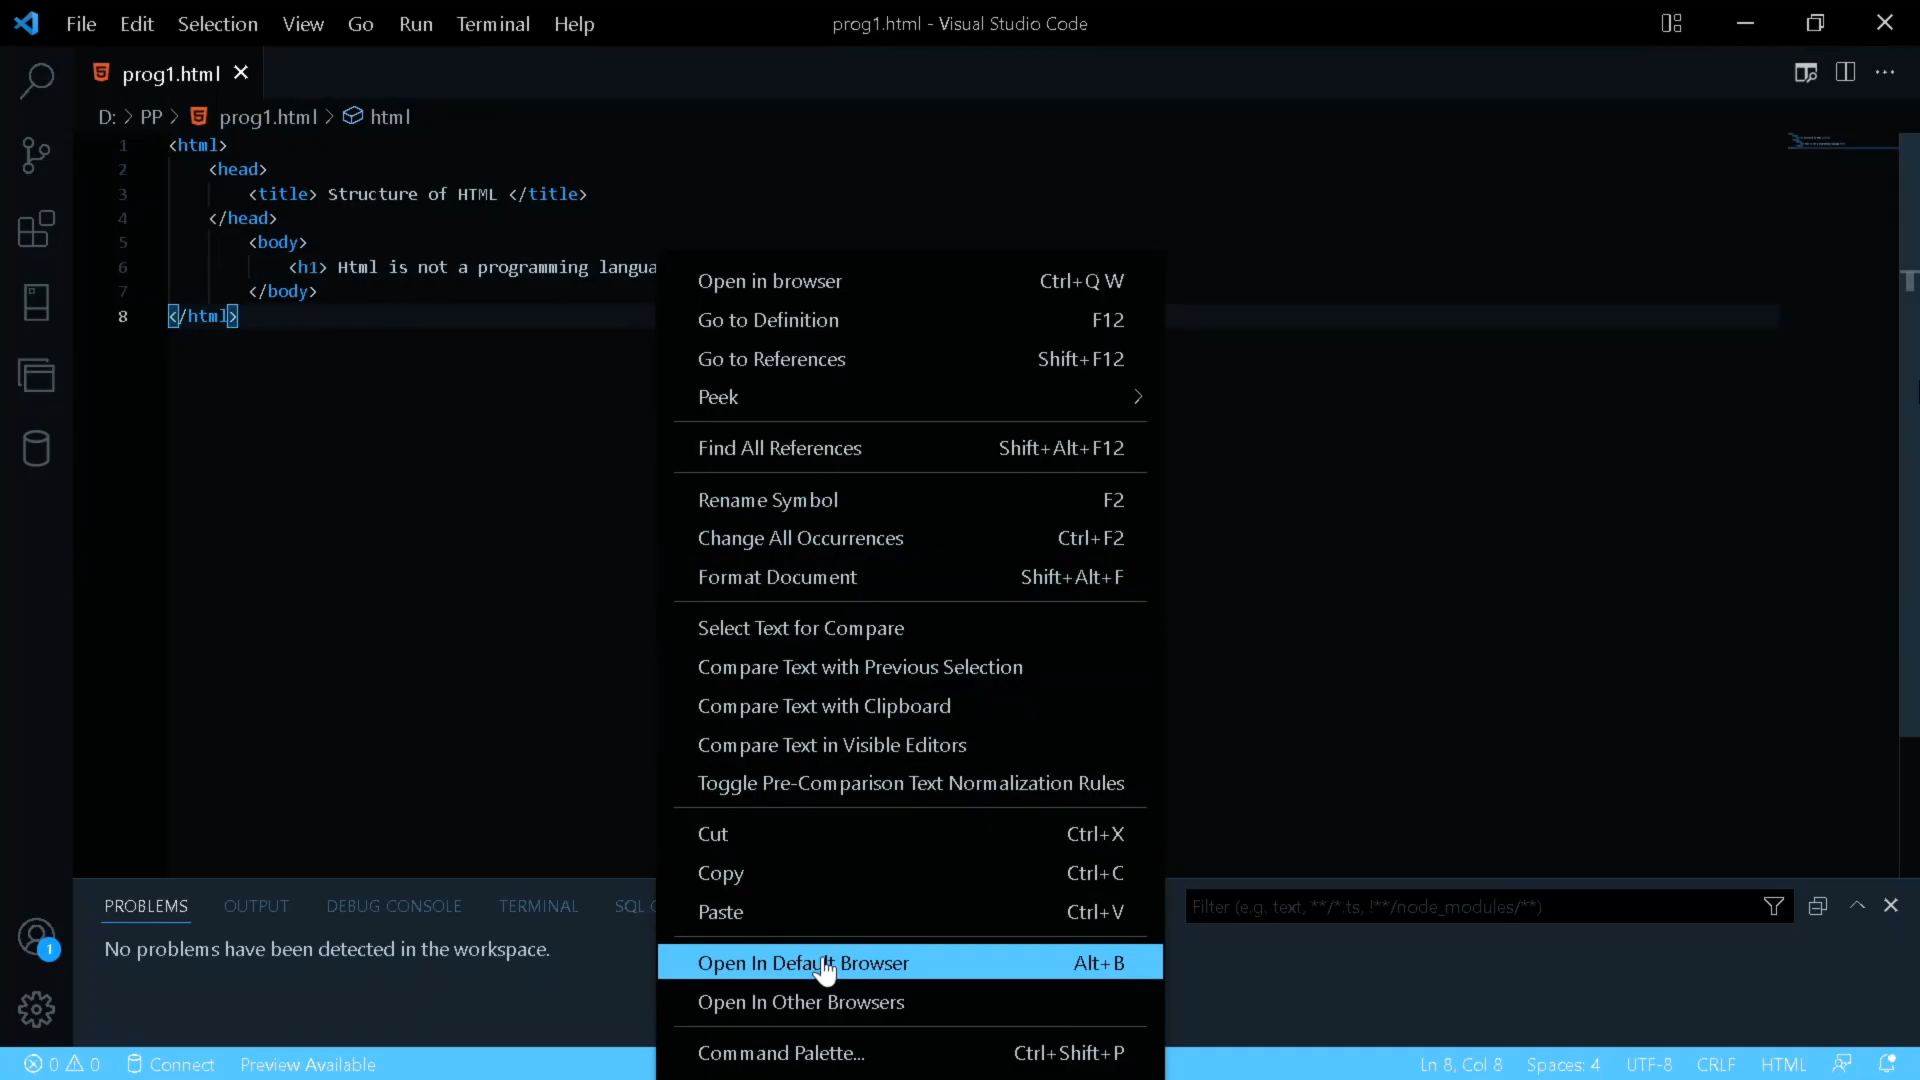 File Edit Selection View Go Run Terminal Help prog1.html - Visual Studio Code
prog1.html
D: > PP > prog1.html > html
1 <html>
2 <head>
3 <title> Structure of HTML </title>
4 </head>
5 <body>
6 <h1> Html is not a programming langua
7 </body>
8 </html>
Open in browser Ctrl+Q W
Go to Definition F12
Go to References Shift+F12
Peek
Find All References Shift+Alt+F12
Rename Symbol F2
Change All Occurrences Ctrl+F2
Format Document Shift+Alt+F
Select Text for Compare
Compare Text with Previous Selection
Compare Text with Clipboard
Compare Text in Visible Editors
Toggle Pre-Comparison Text Normalization Rules
Cut Ctrl+X
Copy Ctrl+C
Paste Ctrl+V
Open In Default Browser Alt+B
Open In Other Browsers
Command Palette... Ctrl+Shift+P
PROBLEMS OUTPUT DEBUG CONSOLE TERMINAL SQL Filter (e.g. text, **/*.ts, !**/node_modules/**)
No problems have been detected in the workspace.
1
0 0 Connect Preview Available Ln 8, Col 8 Spaces: 4 UTF-8 CRLF HTML